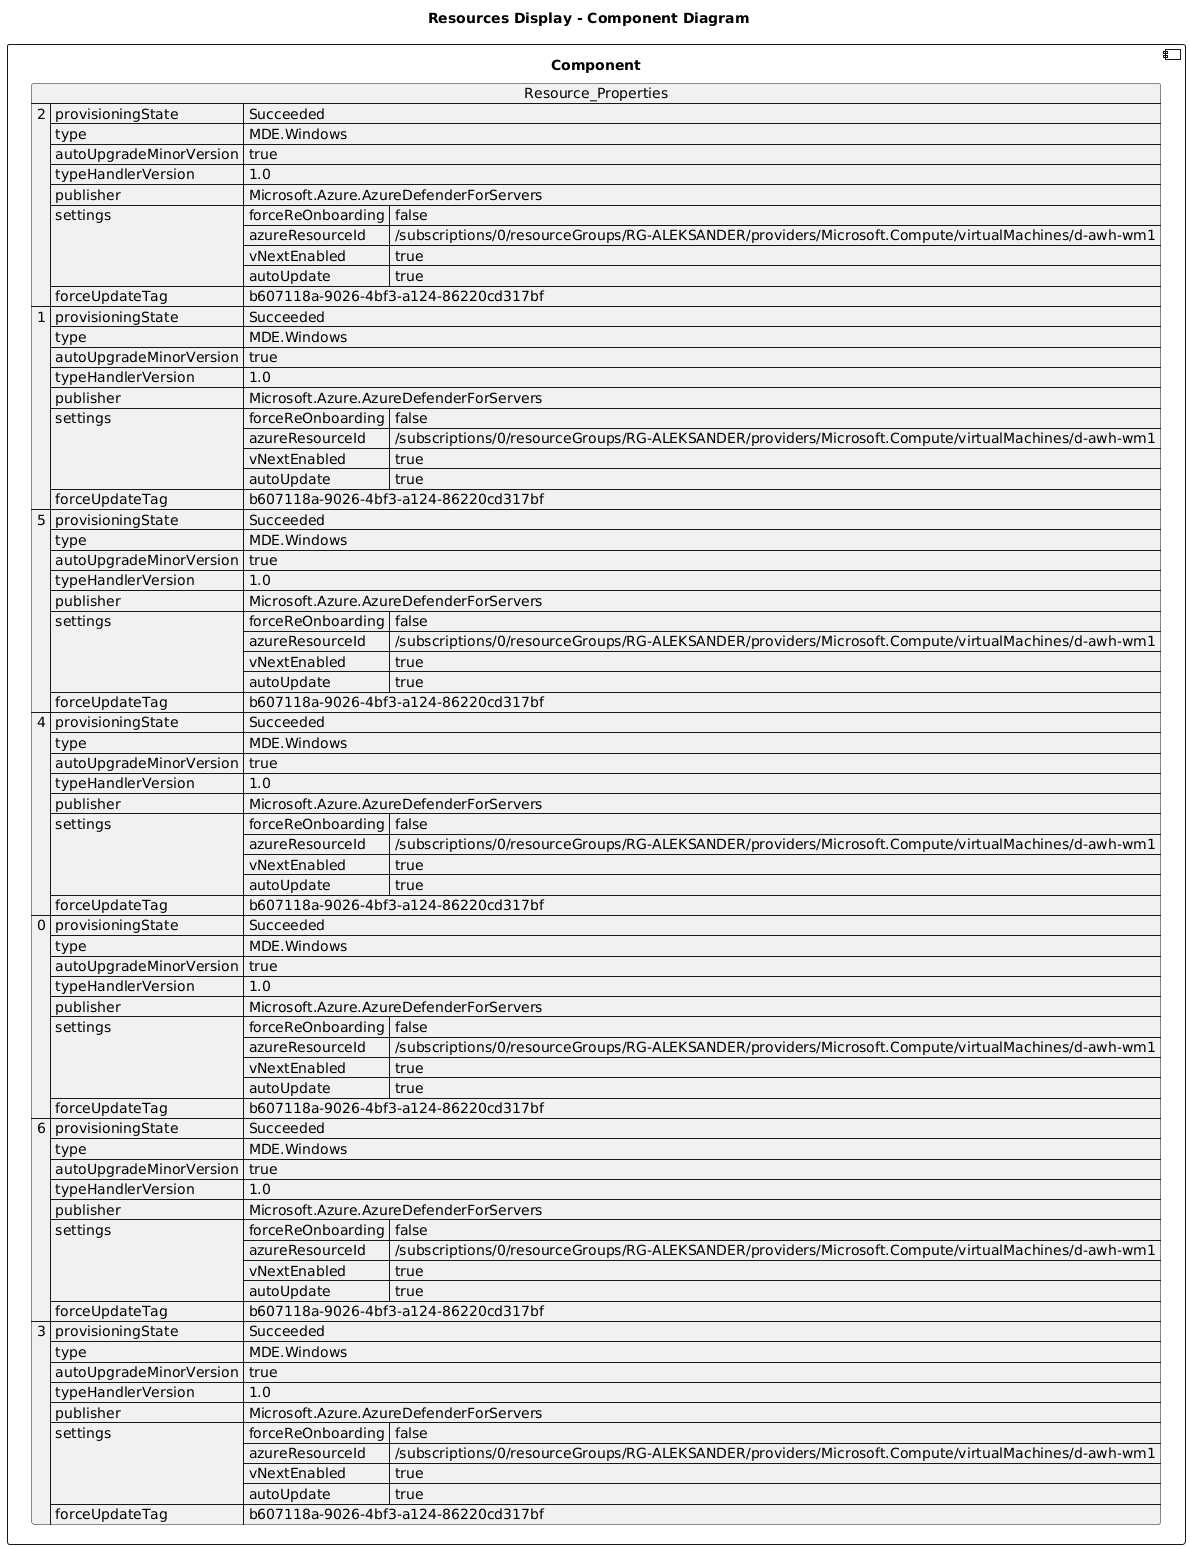 Resources Display - Component Diagram
Component
Resource_Properties
2 provisioningState Succeeded
type MDE.Windows
autoUpgradeMinorVersion true
typeHandlerVersion 1.0
publisher Microsoft.Azure.AzureDefenderForServers
settings forceReOnboarding false
azureResourceId /subscriptions/0/resourceGroups/RG-ALEKSANDER/providers/Microsoft.Compute/virtualMachines/d-awh-wm1
vNextEnabled true
autoUpdate true
forceUpdateTag b607118a-9026-4bf3-a124-86220cd317bf
1 provisioningState Succeeded
type MDE.Windows
autoUpgradeMinorVersion true
typeHandlerVersion 1.0
publisher Microsoft.Azure.AzureDefenderForServers
settings forceReOnboarding false
azureResourceId /subscriptions/0/resourceGroups/RG-ALEKSANDER/providers/Microsoft.Compute/virtualMachines/d-awh-wm1
vNextEnabled true
autoUpdate true
forceUpdateTag b607118a-9026-4bf3-a124-86220cd317bf
5 provisioningState Succeeded
type MDE.Windows
autoUpgradeMinorVersion true
typeHandlerVersion 1.0
publisher Microsoft.Azure.AzureDefenderForServers
settings forceReOnboarding false
azureResourceId /subscriptions/0/resourceGroups/RG-ALEKSANDER/providers/Microsoft.Compute/virtualMachines/d-awh-wm1
vNextEnabled true
autoUpdate true
forceUpdateTag b607118a-9026-4bf3-a124-86220cd317bf
4 provisioningState Succeeded
type MDE.Windows
autoUpgradeMinorVersion true
typeHandlerVersion 1.0
publisher Microsoft.Azure.AzureDefenderForServers
settings forceReOnboarding false
azureResourceId /subscriptions/0/resourceGroups/RG-ALEKSANDER/providers/Microsoft.Compute/virtualMachines/d-awh-wm1
vNextEnabled true
autoUpdate true
forceUpdateTag b607118a-9026-4bf3-a124-86220cd317bf
0 provisioningState Succeeded
type MDE.Windows
autoUpgradeMinorVersion true
typeHandlerVersion 1.0
publisher Microsoft.Azure.AzureDefenderForServers
settings forceReOnboarding false
azureResourceId /subscriptions/0/resourceGroups/RG-ALEKSANDER/providers/Microsoft.Compute/virtualMachines/d-awh-wm1
vNextEnabled true
autoUpdate true
forceUpdateTag b607118a-9026-4bf3-a124-86220cd317bf
6 provisioningState Succeeded
type MDE.Windows
autoUpgradeMinorVersion true
typeHandlerVersion 1.0
publisher Microsoft.Azure.AzureDefenderForServers
settings forceReOnboarding false
azureResourceId /subscriptions/0/resourceGroups/RG-ALEKSANDER/providers/Microsoft.Compute/virtualMachines/d-awh-wm1
vNextEnabled true
autoUpdate true
forceUpdateTag b607118a-9026-4bf3-a124-86220cd317bf
3 provisioningState Succeeded
type MDE.Windows
autoUpgradeMinorVersion true
typeHandlerVersion 1.0
publisher Microsoft.Azure.AzureDefenderForServers
settings forceReOnboarding false
azureResourceId /subscriptions/0/resourceGroups/RG-ALEKSANDER/providers/Microsoft.Compute/virtualMachines/d-awh-wm1
vNextEnabled true
autoUpdate true
forceUpdateTag b607118a-9026-4bf3-a124-86220cd317bf